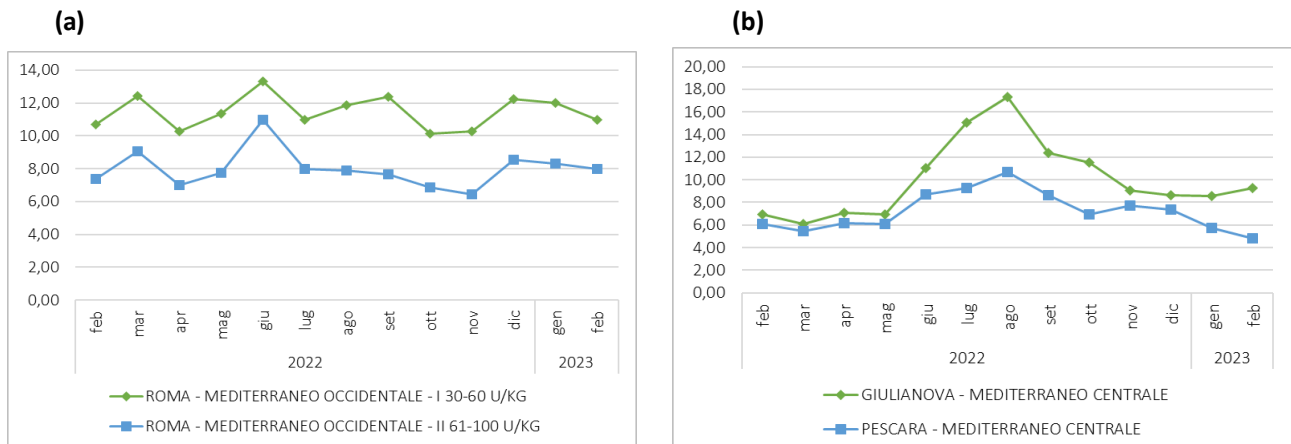 (a)
14,00
12,00
10,00
8,00
6,00
4,00
2,00
0,00
feb mar apr mag giu lug ago set ott nov dic gen feb
2022 2023
ROMA - MEDITERRANEO OCCIDENTALE - I 30-60 U/KG
ROMA - MEDITERRANEO OCCIDENTALE - II 61-100 U/KG
(b)
20,00
18,00
16,00
14,00
12,00
10,00
8,00
6,00
4,00
2,00
0,00
feb mar apr mag giu lug ago set ott nov dic gen feb
2022 2023
GIULIANOVA - MEDITERRANEO CENTRALE
PESCARA - MEDITERRANEO CENTRALE